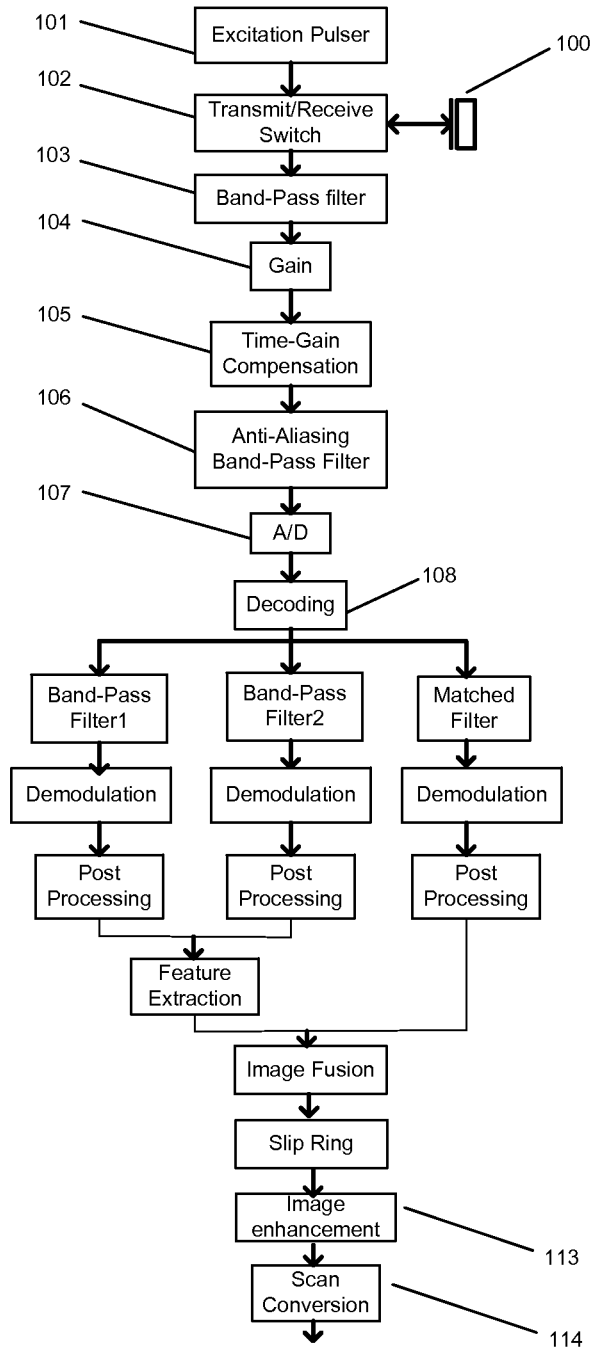 101
Excitation Pulser
100
102
Transmit/Receive
Switch
103
Band-Pass filter
104
Gain
105
Time-Gain
Compensation
106
Anti-Aliasing
Band-Pass Filter
107
A/D
108
Decoding
Band-Pass
Filter1
Band-Pass
Filter2
Matched
Filter
Demodulation
Demodulation
Demodulation
Post
Processing
Post
Processing
Post
Processing
Feature
Extraction
Image Fusion
Slip Ring
Image
enhancement
113
Scan
Conversion
114